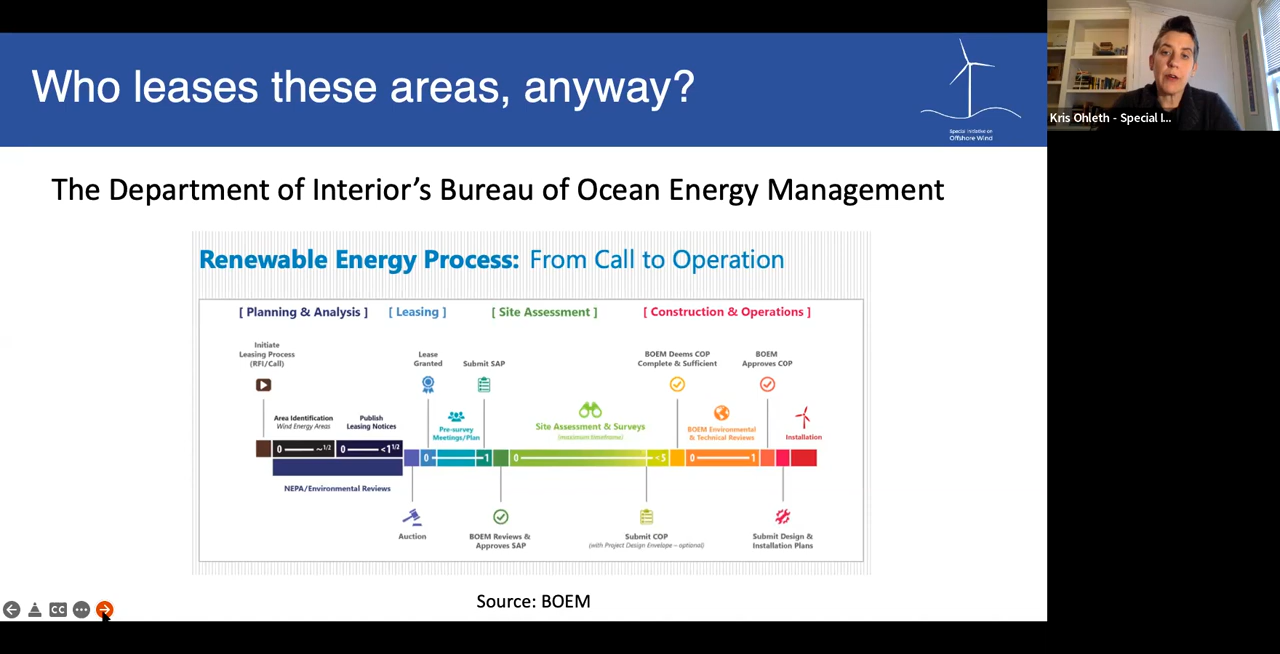 Who leases these areas, anyway?
Special Initiative on
Offshore Wind
Kris Ohleth - Special I...
The Department of Interior's Bureau of Ocean Energy Management
Renewable Energy Process: From Call to Operation
[ Planning & Analysis ]
[ Leasing ]
[ Site Assessment ]
[ Construction & Operations ]
Initiate
Leasing Process
(RFI/Call)
Lease
Granted
Submit SAP
BOEM Deems COP
Complete & Sufficient
BOEM
Approves COP
Area Identification
Wind Energy Areas
Publish
Leasing Notices
Pre-survey
Meetings/Plan
Site Assessment & Surveys
(maximum timeframe)
BOEM Environmental
& Technical Reviews
Installation
0 ~1/2
0 <1 1/2
0 1
0 <5
0 1
NEPA/Environmental Reviews
Auction
BOEM Reviews &
Approves SAP
Submit COP
(with Project Design Envelope – optional)
Submit Design &
Installation Plans
CC
Source: BOEM